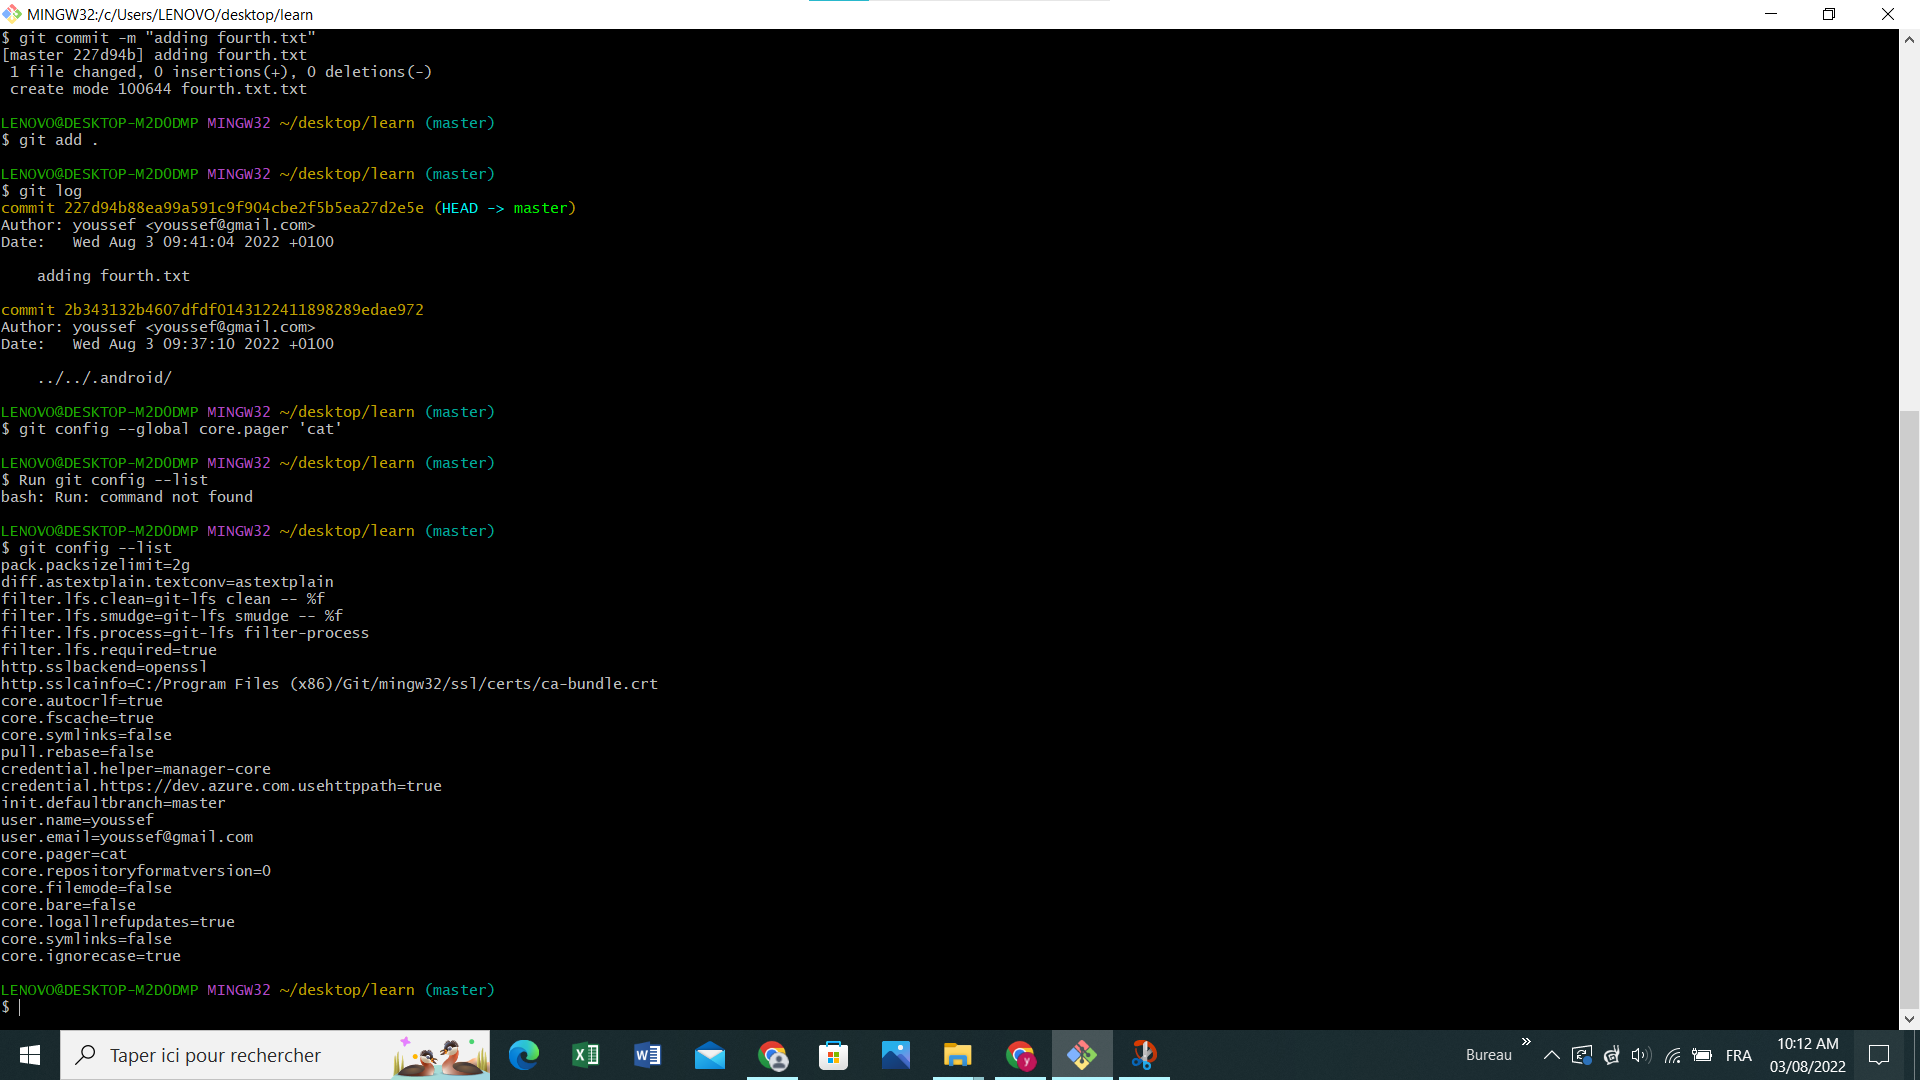 MINGW32:/c/Users/LENOVO/desktop/learn
$ git commit -m "adding fourth.txt"
[master 227d94b] adding fourth.txt
 1 file changed, 0 insertions(+), 0 deletions(-)
 create mode 100644 fourth.txt.txt

LENOVO@DESKTOP-M2D0DMP MINGW32 ~/desktop/learn (master)
$ git add .

LENOVO@DESKTOP-M2D0DMP MINGW32 ~/desktop/learn (master)
$ git log
commit 227d94b88ea99a591c9f904cbe2f5b5ea27d2e5e (HEAD -> master)
Author: youssef <youssef@gmail.com>
Date:   Wed Aug 3 09:41:04 2022 +0100

    adding fourth.txt

commit 2b343132b4607dfdf0143122411898289edae972
Author: youssef <youssef@gmail.com>
Date:   Wed Aug 3 09:37:10 2022 +0100

    ../../.android/

LENOVO@DESKTOP-M2D0DMP MINGW32 ~/desktop/learn (master)
$ git config --global core.pager 'cat'

LENOVO@DESKTOP-M2D0DMP MINGW32 ~/desktop/learn (master)
$ Run git config --list
bash: Run: command not found

LENOVO@DESKTOP-M2D0DMP MINGW32 ~/desktop/learn (master)
$ git config --list
pack.packsizelimit=2g
diff.astextplain.textconv=astextplain
filter.lfs.clean=git-lfs clean -- %f
filter.lfs.smudge=git-lfs smudge -- %f
filter.lfs.process=git-lfs filter-process
filter.lfs.required=true
http.sslbackend=openssl
http.sslcainfo=C:/Program Files (x86)/Git/mingw32/ssl/certs/ca-bundle.crt
core.autocrlf=true
core.fscache=true
core.symlinks=false
pull.rebase=false
credential.helper=manager-core
credential.https://dev.azure.com.usehttppath=true
init.defaultbranch=master
user.name=youssef
user.email=youssef@gmail.com
core.pager=cat
core.repositoryformatversion=0
core.filemode=false
core.bare=false
core.logallrefupdates=true
core.symlinks=false
core.ignorecase=true

LENOVO@DESKTOP-M2D0DMP MINGW32 ~/desktop/learn (master)
$
Taper ici pour rechercher
Bureau
FRA
10:12 AM
03/08/2022